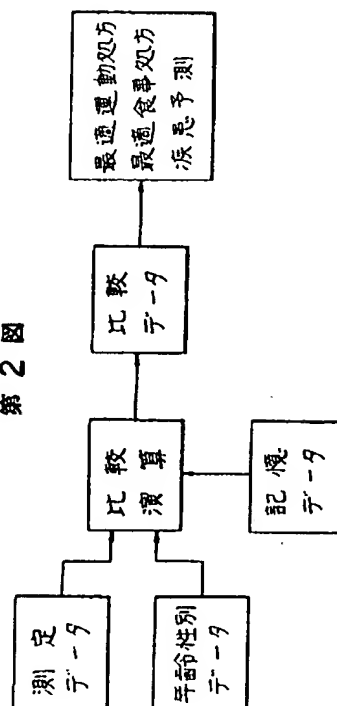 第2図
測定
データ
年齢性別
データ
比較
演算
記憶
データ
比較
データ
最適運動処方
最適食事処方
疾患予測